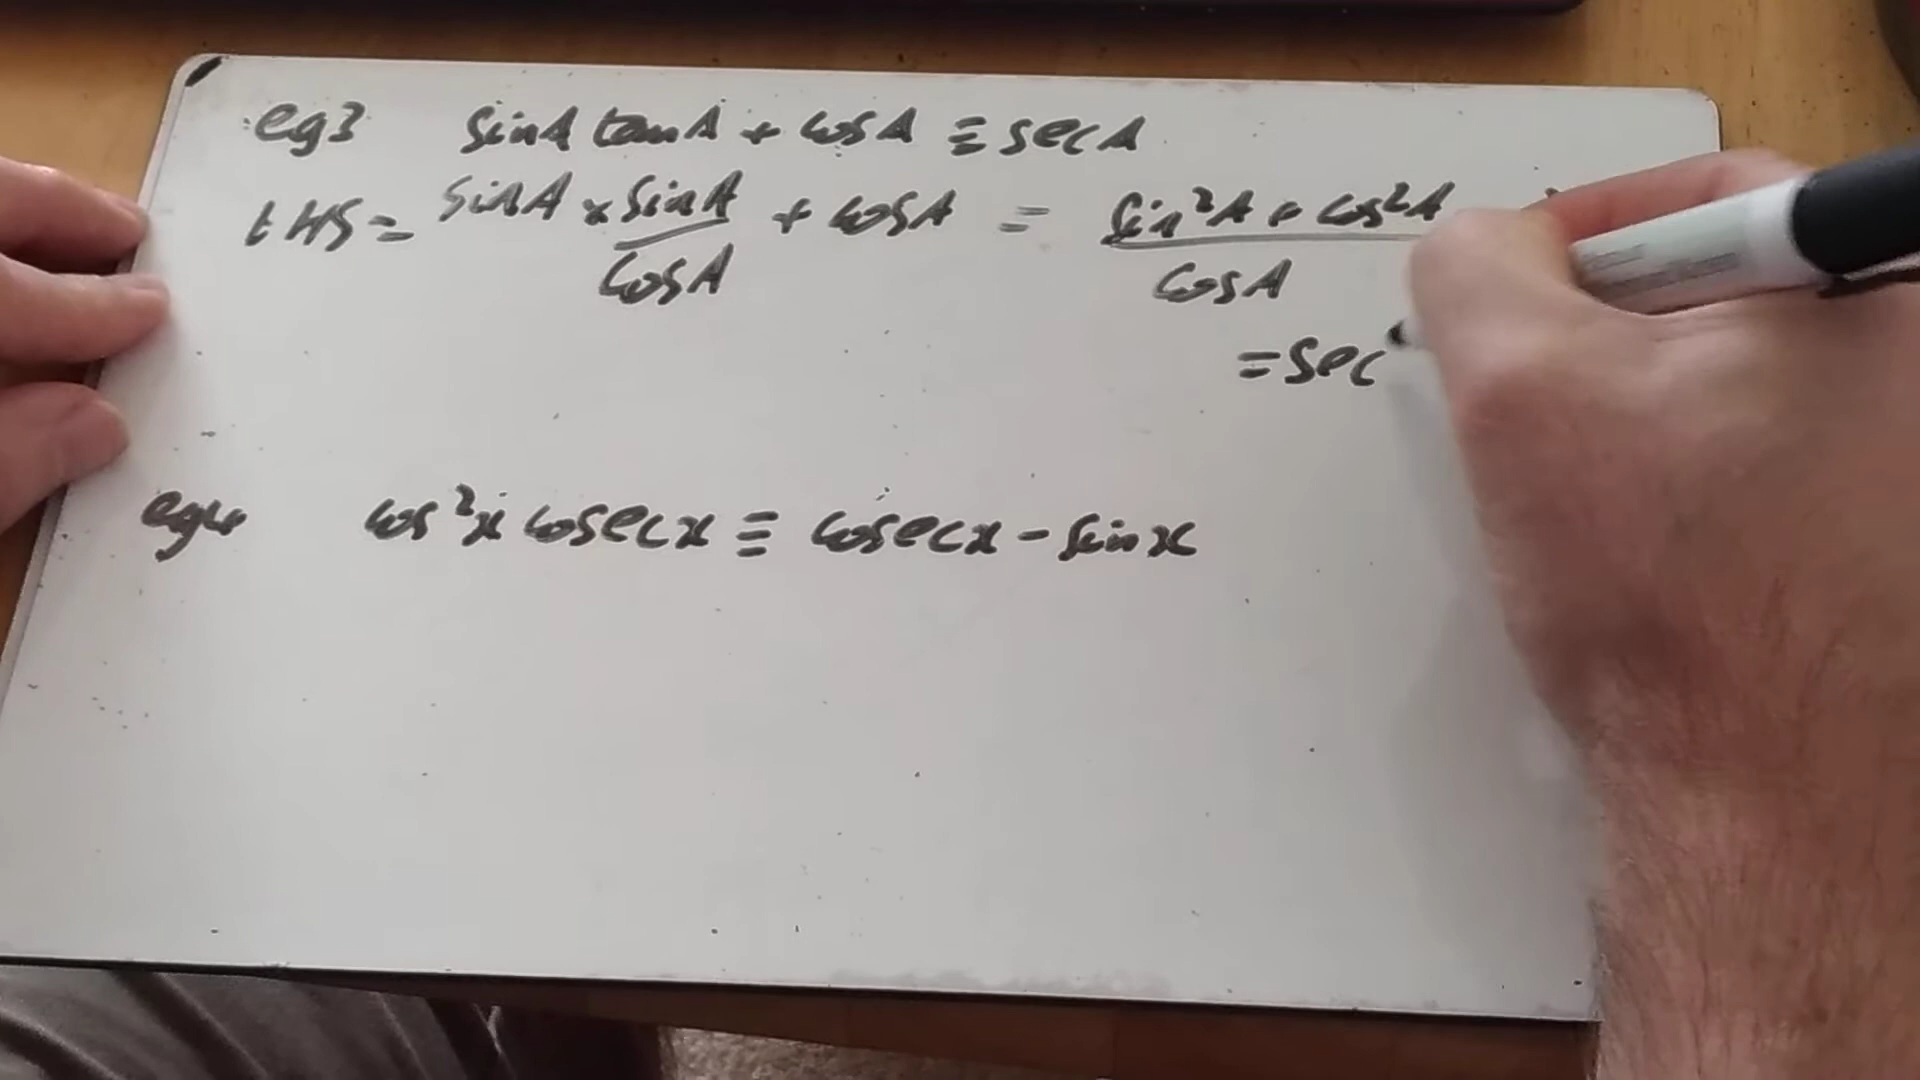 eg3 sinA tanA + cosA ≡ secA
LHS = sinA × sinA/cosA + cosA = sin²A + cos²A/cosA
= sec
eg4 cos²x cosecx ≡ cosecx - sinx